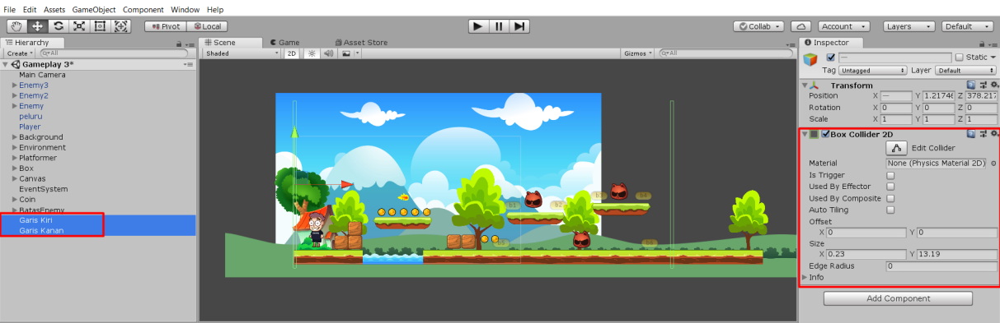 File Edit Assets GameObject Component Window Help
Pivot Local Collab Account Layers Default
Hierarchy
Create All
Gameplay 3*
Main Camera
Enemy3
Enemy2
Enemy
peluru
Player
Background
Environment
Platformer
Box
Canvas
EventSystem
Coin
BatasEnemy
Garis Kiri
Garis Kanan
Scene Game Asset Store
Shaded 2D Gizmos All
b1
b2
b3
b4
Inspector
— Static
Tag Untagged Layer Default
Transform
Position X — Y 1.2174 Z 378.217
Rotation X 0 Y 0 Z 0
Scale X 1 Y 1 Z 1
Box Collider 2D
Edit Collider
Material None (Physics Material 2D)
Is Trigger
Used By Effector
Used By Composite
Auto Tiling
Offset
X 0 Y 0
Size
X 0.23 Y 13.19
Edge Radius 0
Info
Add Component